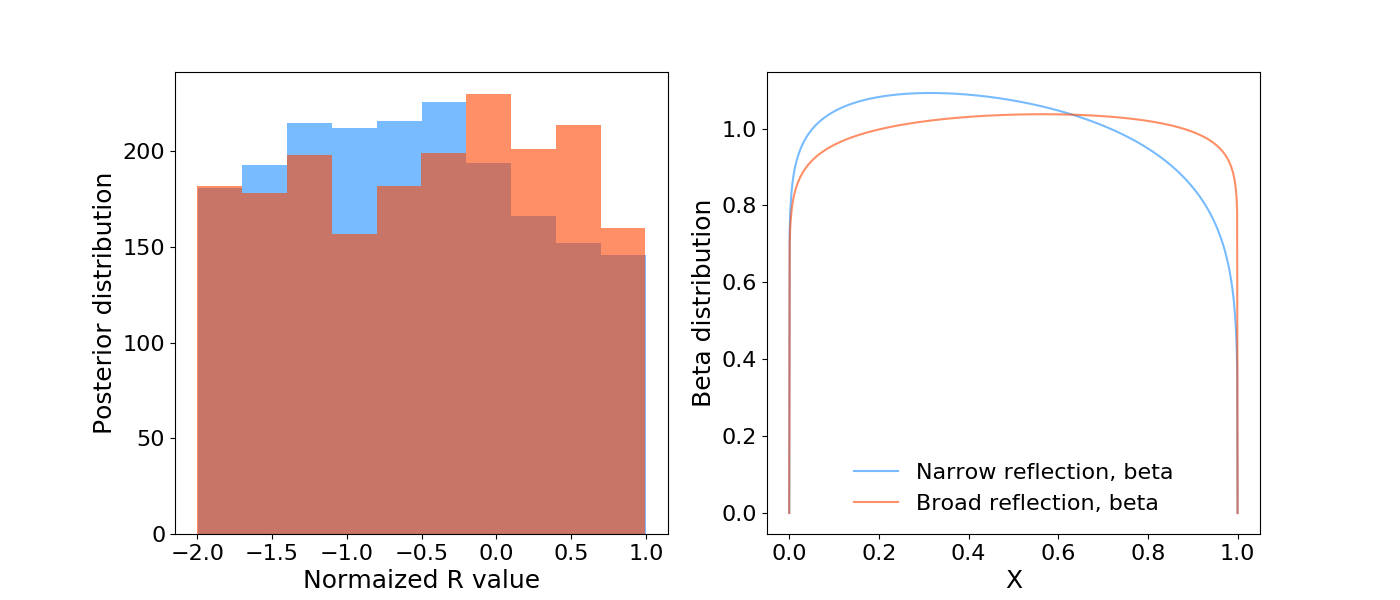 Posterior distribution
200
150
100
50
0
−2.0 −1.5 −1.0 −0.5 0.0 0.5 1.0
Normaized R value
Beta distribution
1.0
0.8
0.6
0.4
0.2
0.0
Narrow reflection, beta
Broad reflection, beta
0.0 0.2 0.4 0.6 0.8 1.0
X